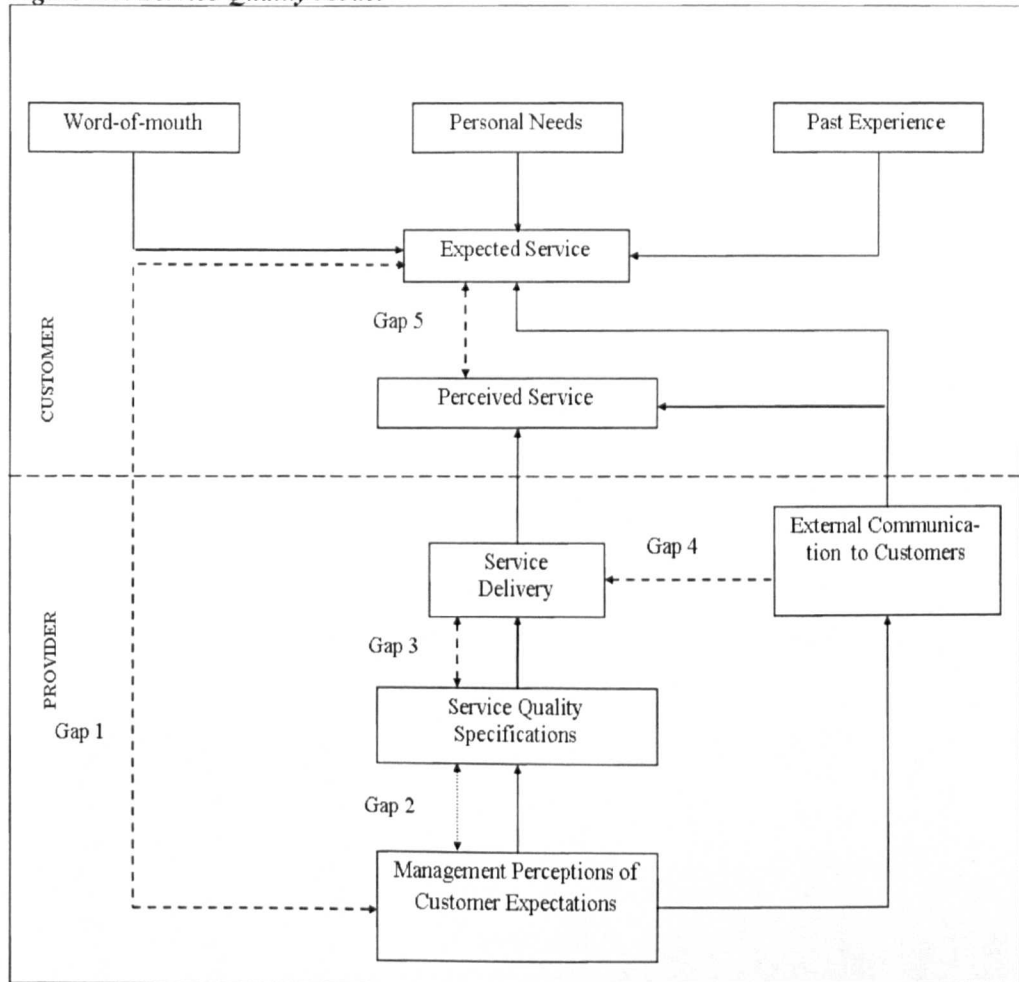 Word-of-mouth
Personal Needs
Past Experience
Expected Service
Gap 5
CUSTOMER
Perceived Service
External Communica-
tion to Customers
Gap 4
Service
Delivery
PROVIDER
Gap 3
Service Quality
Specifications
Gap 1
Gap 2
Management Perceptions of
Customer Expectations